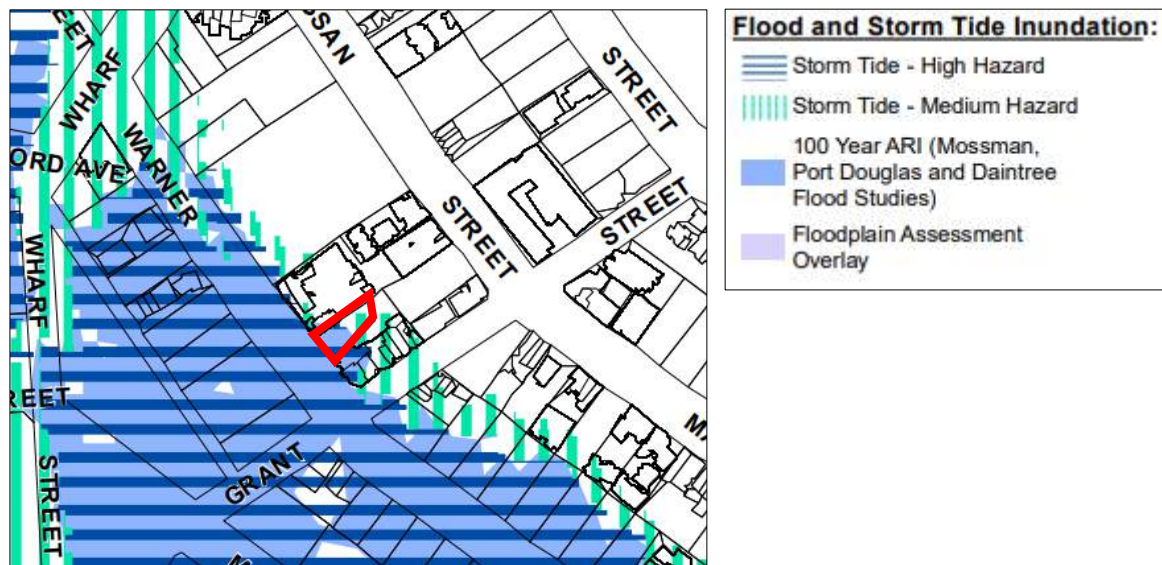 SSAN
STREET
WHARF
ORD AVE
WARNER
STREET
STREET
STREET
WHARF
REET
STREET
GRANT
Flood and Storm Tide Inundation:
Storm Tide - High Hazard
Storm Tide - Medium Hazard
100 Year ARI (Mossman,
Port Douglas and Daintree
Flood Studies)
Floodplain Assessment
Overlay